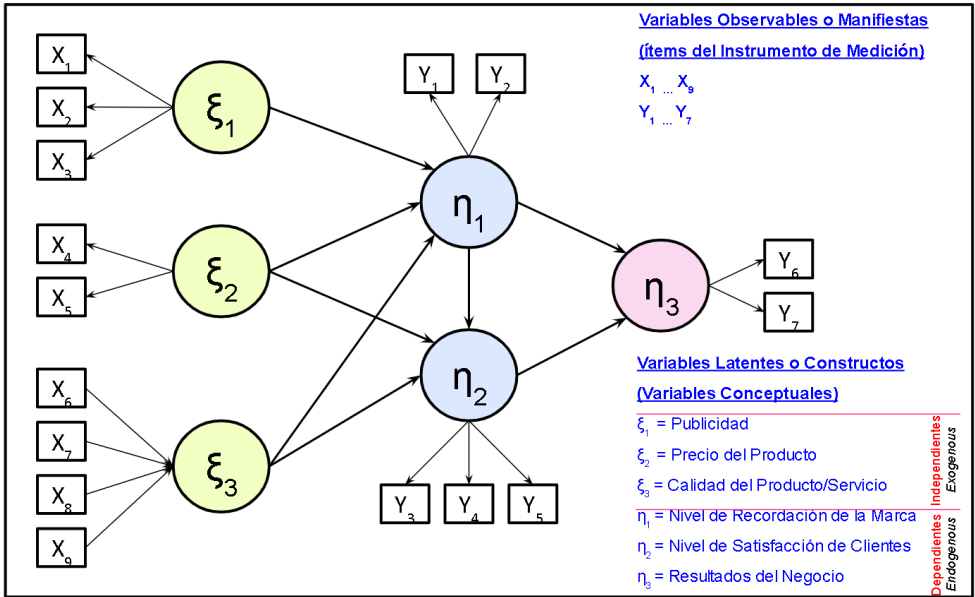 X₁
X₂
X₃
X₄
X₅
X₆
X₇
X₈
X₉
ξ₁
ξ₂
ξ₃
Y₁ Y₂
η₁
η₂
Y₃ Y₄ Y₅
η₃
Y₆
Y₇
Variables Observables o Manifiestas
(ítems del Instrumento de Medición)
X₁ ... X₉
Y₁ ... Y₇
Variables Latentes o Constructos
(Variables Conceptuales)
ξ₁ = Publicidad
ξ₂ = Precio del Producto
ξ₃ = Calidad del Producto/Servicio
Independientes
Exogenous
η₁ = Nivel de Recordación de la Marca
η₂ = Nivel de Satisfacción de Clientes
η₃ = Resultados del Negocio
Dependientes
Endogenous